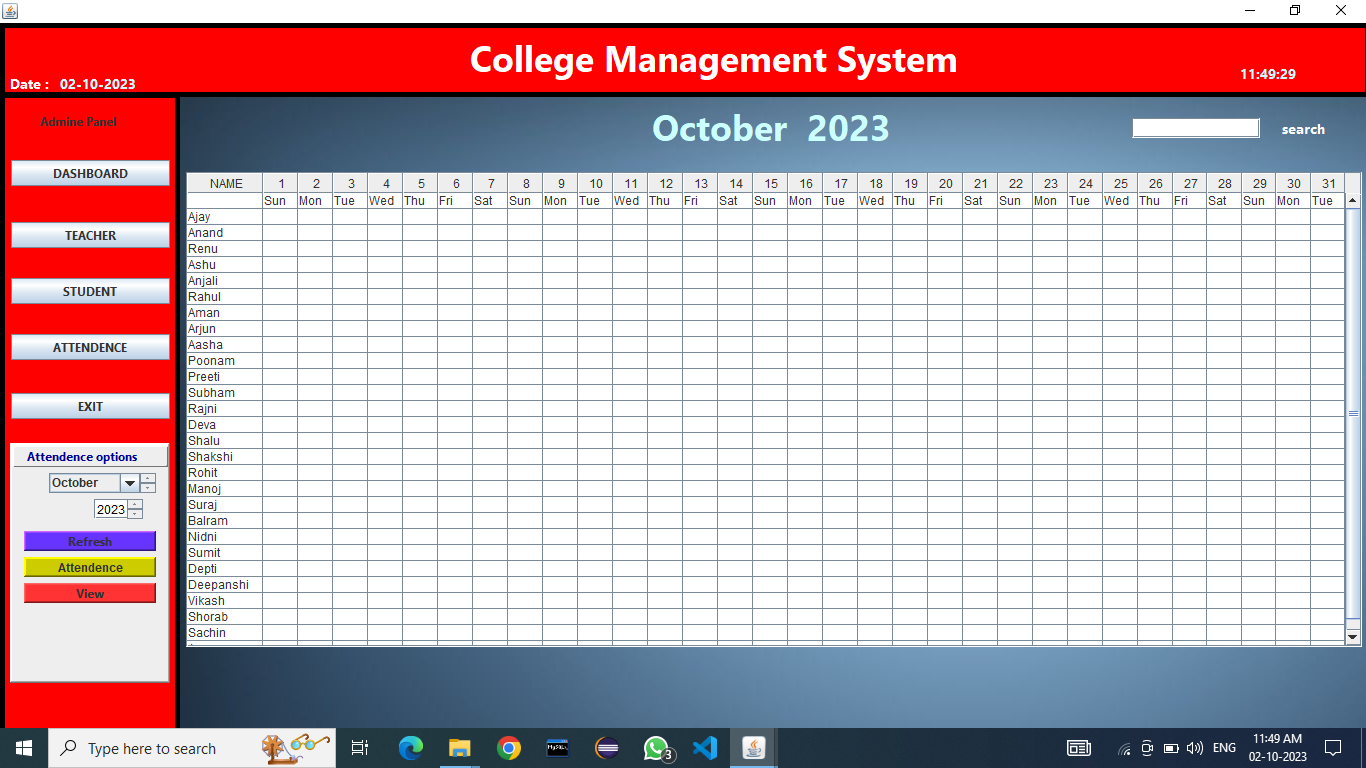 College Management System
Date : 02-10-2023
11:49:29
Admine Panel
DASHBOARD
TEACHER
STUDENT
ATTENDENCE
EXIT
Attendence options
October
2023
Refresh
Attendence
View
October 2023
search
NAME 1 2 3 4 5 6 7 8 9 10 11 12 13 14 15 16 17 18 19 20 21 22 23 24 25 26 27 28 29 30 31
Sun Mon Tue Wed Thu Fri Sat Sun Mon Tue Wed Thu Fri Sat Sun Mon Tue Wed Thu Fri Sat Sun Mon Tue Wed Thu Fri Sat Sun Mon Tue
Ajay
Anand
Renu
Ashu
Anjali
Rahul
Aman
Arjun
Aasha
Poonam
Preeti
Subham
Rajni
Deva
Shalu
Shakshi
Rohit
Manoj
Suraj
Balram
Nidni
Sumit
Depti
Deepanshi
Vikash
Shorab
Sachin
Type here to search
MySQL
3
ENG
11:49 AM
02-10-2023